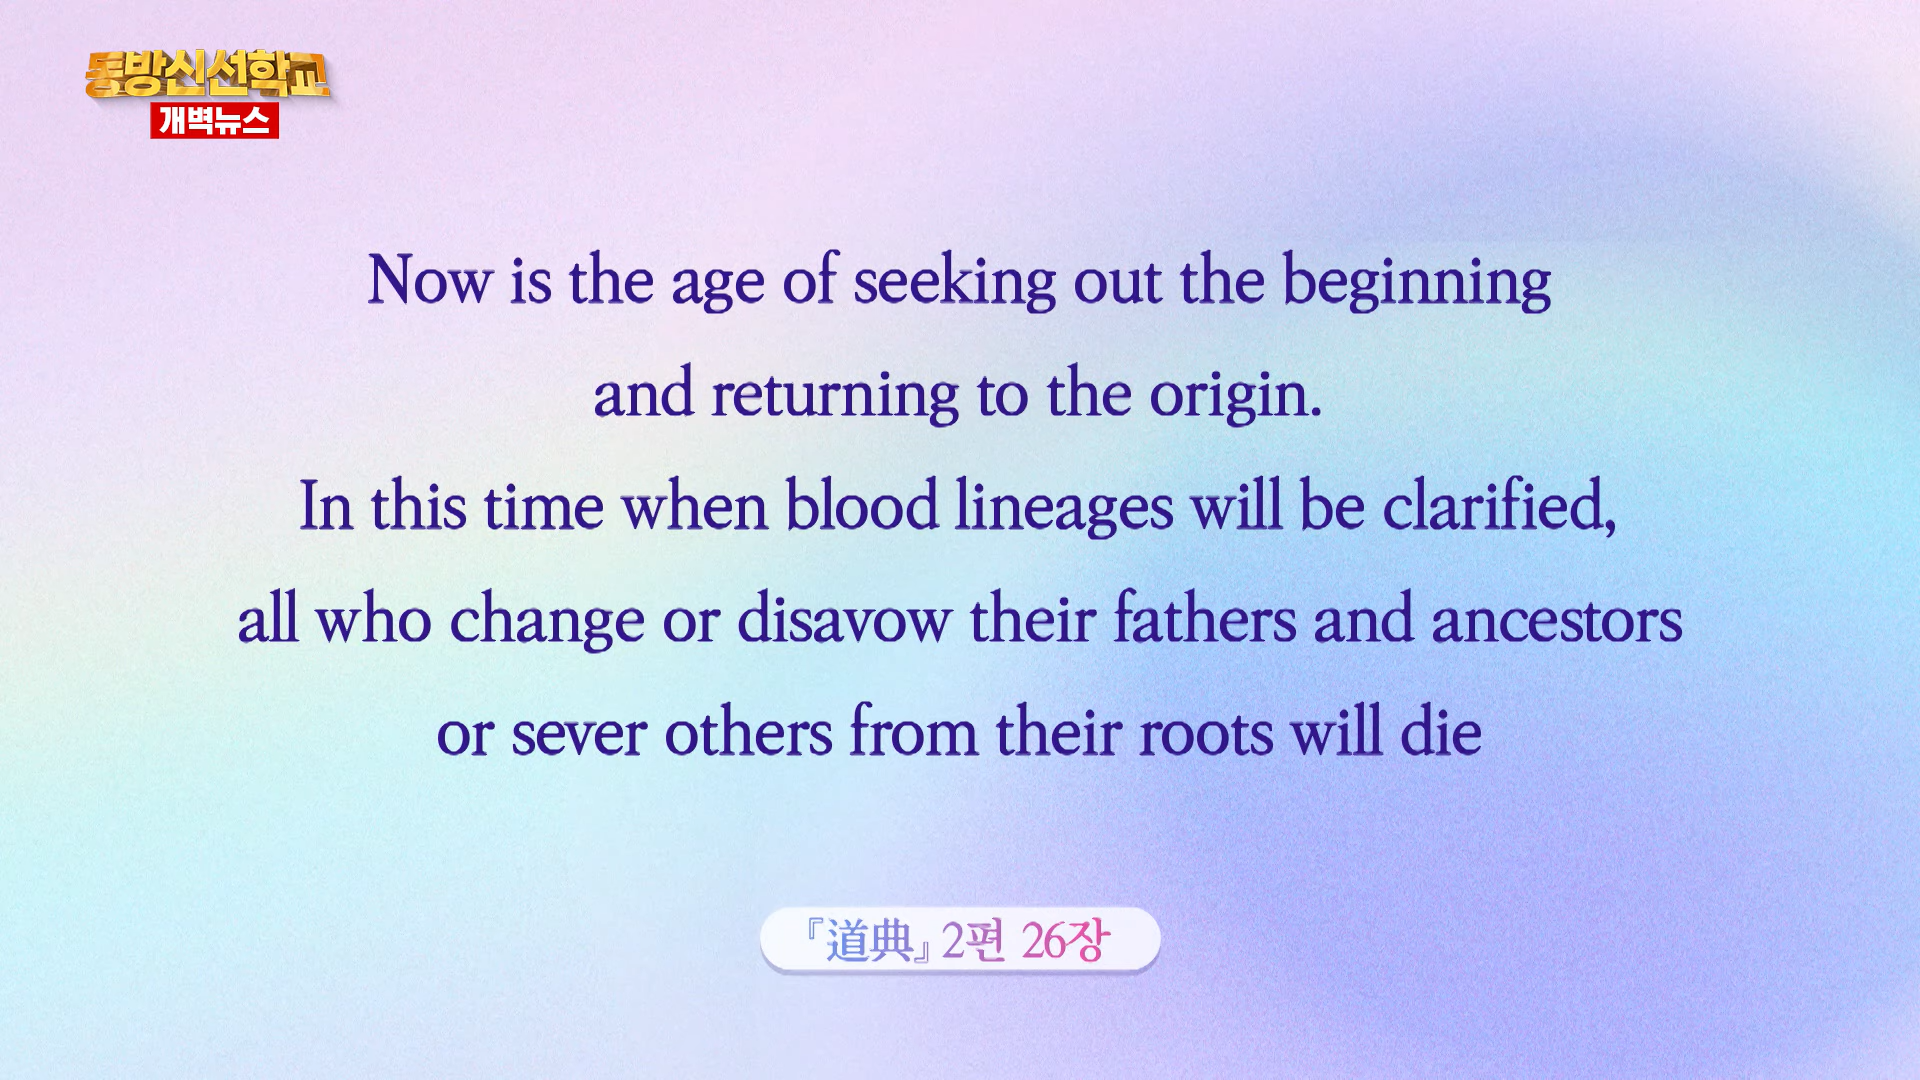 동방신선학교
개벽뉴스
Now is the age of seeking out the beginning
and returning to the origin.
In this time when blood lineages will be clarified,
all who change or disavow their fathers and ancestors
or sever others from their roots will die
『道典』 2편 26장